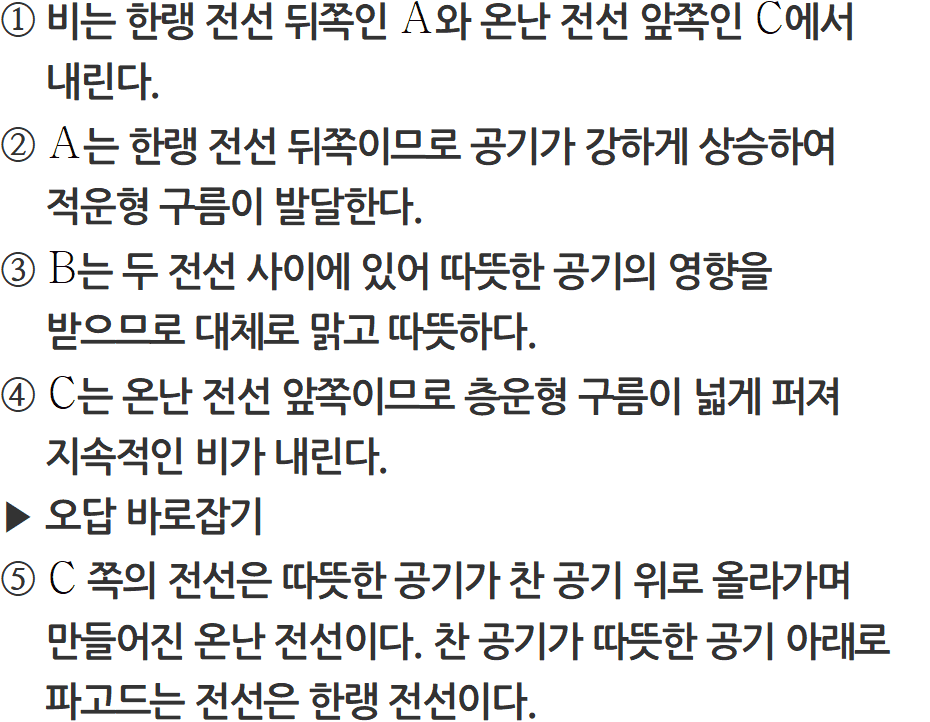 ① 비는 한랭 전선 뒤쪽인 A와 온난 전선 앞쪽인 C에서
내린다.
② A는 한랭 전선 뒤쪽이므로 공기가 강하게 상승하여
적운형 구름이 발달한다.
③ B는 두 전선 사이에 있어 따뜻한 공기의 영향을
받으므로 대체로 맑고 따뜻하다.
④ C는 온난 전선 앞쪽이므로 층운형 구름이 넓게 퍼져
지속적인 비가 내린다.
▶ 오답 바로잡기
⑤ C 쪽의 전선은 따뜻한 공기가 찬 공기 위로 올라가며
만들어진 온난 전선이다. 찬 공기가 따뜻한 공기 아래로
파고드는 전선은 한랭 전선이다.